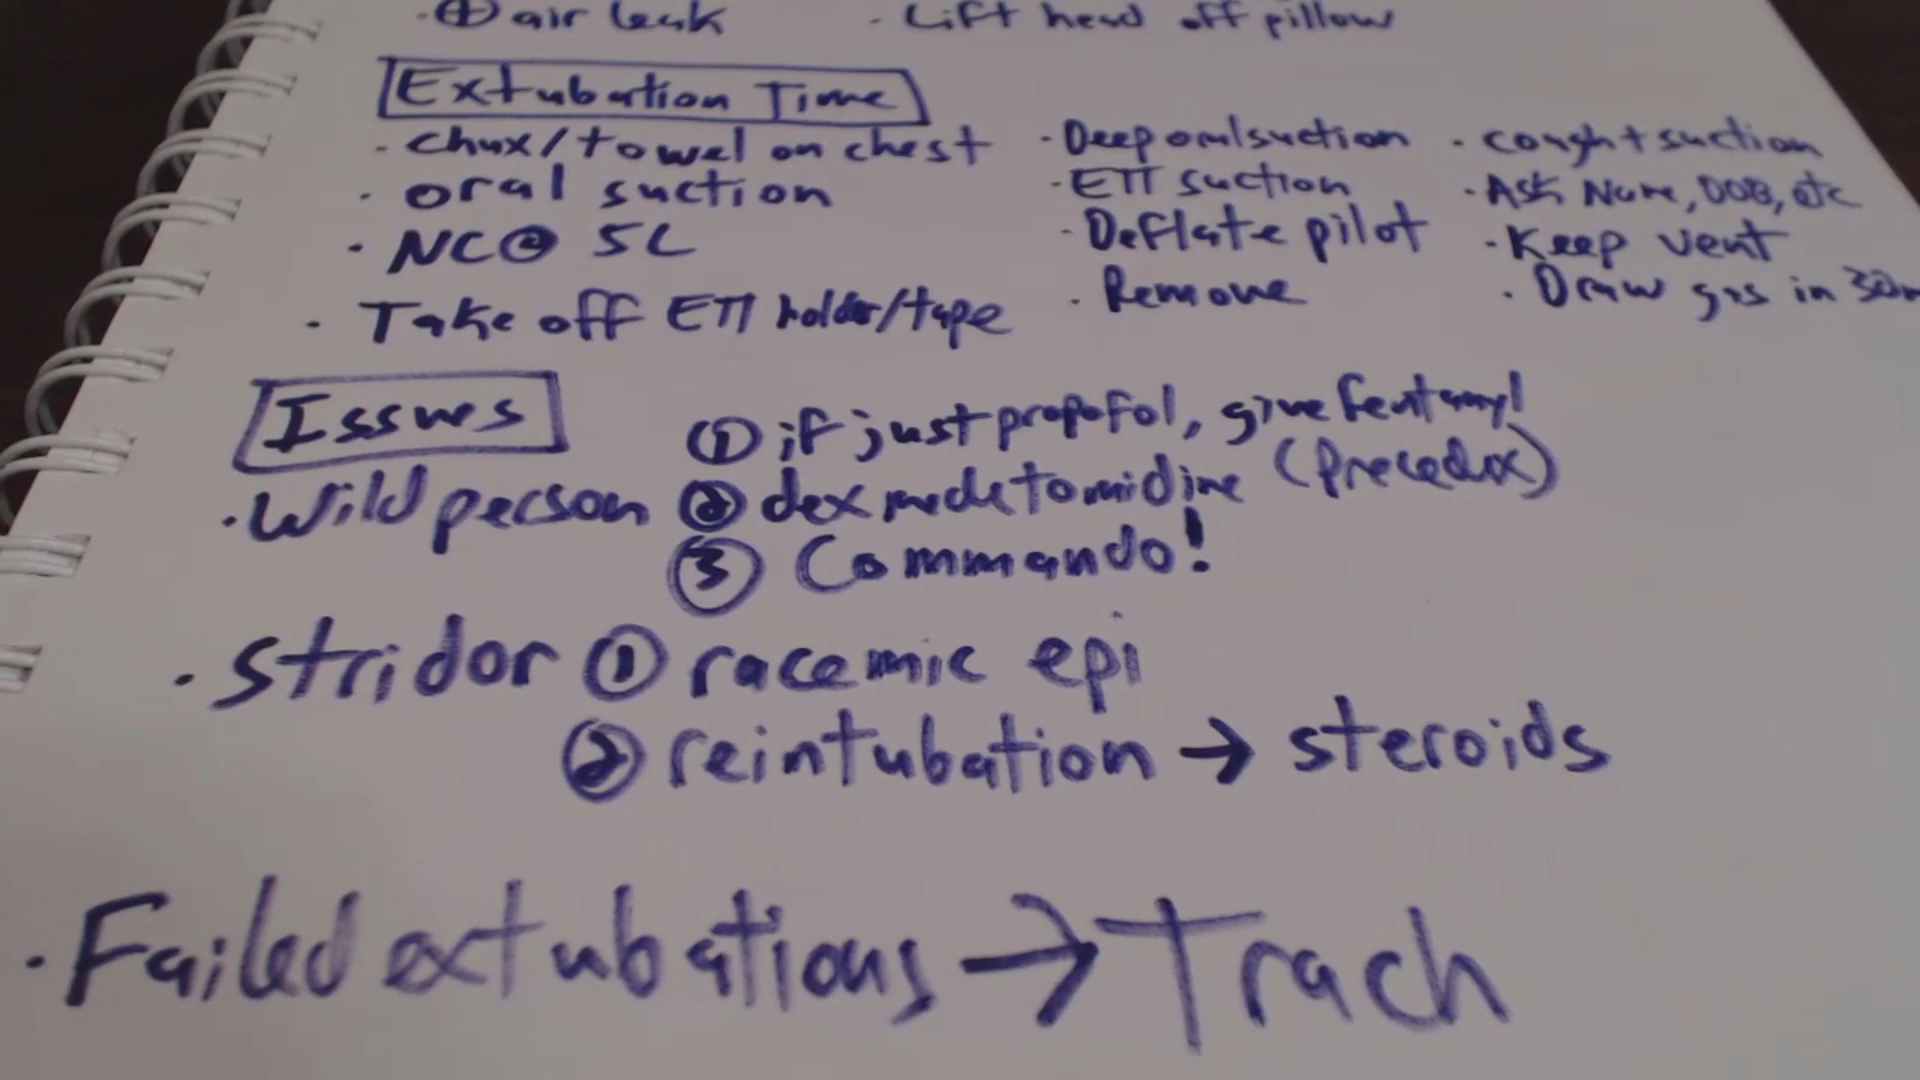 ⊕ air leak
· Lift head off pillow
Extubation Time
- Chux/towel on chest
· oral suction
· NC@ 5L
· Take off ETT holder/tape
· Deep oral suction
- ETT suction
· Deflate pilot
· Remove
· cough + suction
· Ask Name, DOB, etc
· Keep vent
· Draw gas in 30m
Issues
· Wild person ① if just propofol, give fentanyl
② dexmedetomidine (Precedex)
③ Commando!
· stridor ① racemic epi
② reintubation → steroids
· Failed extubations → Trach